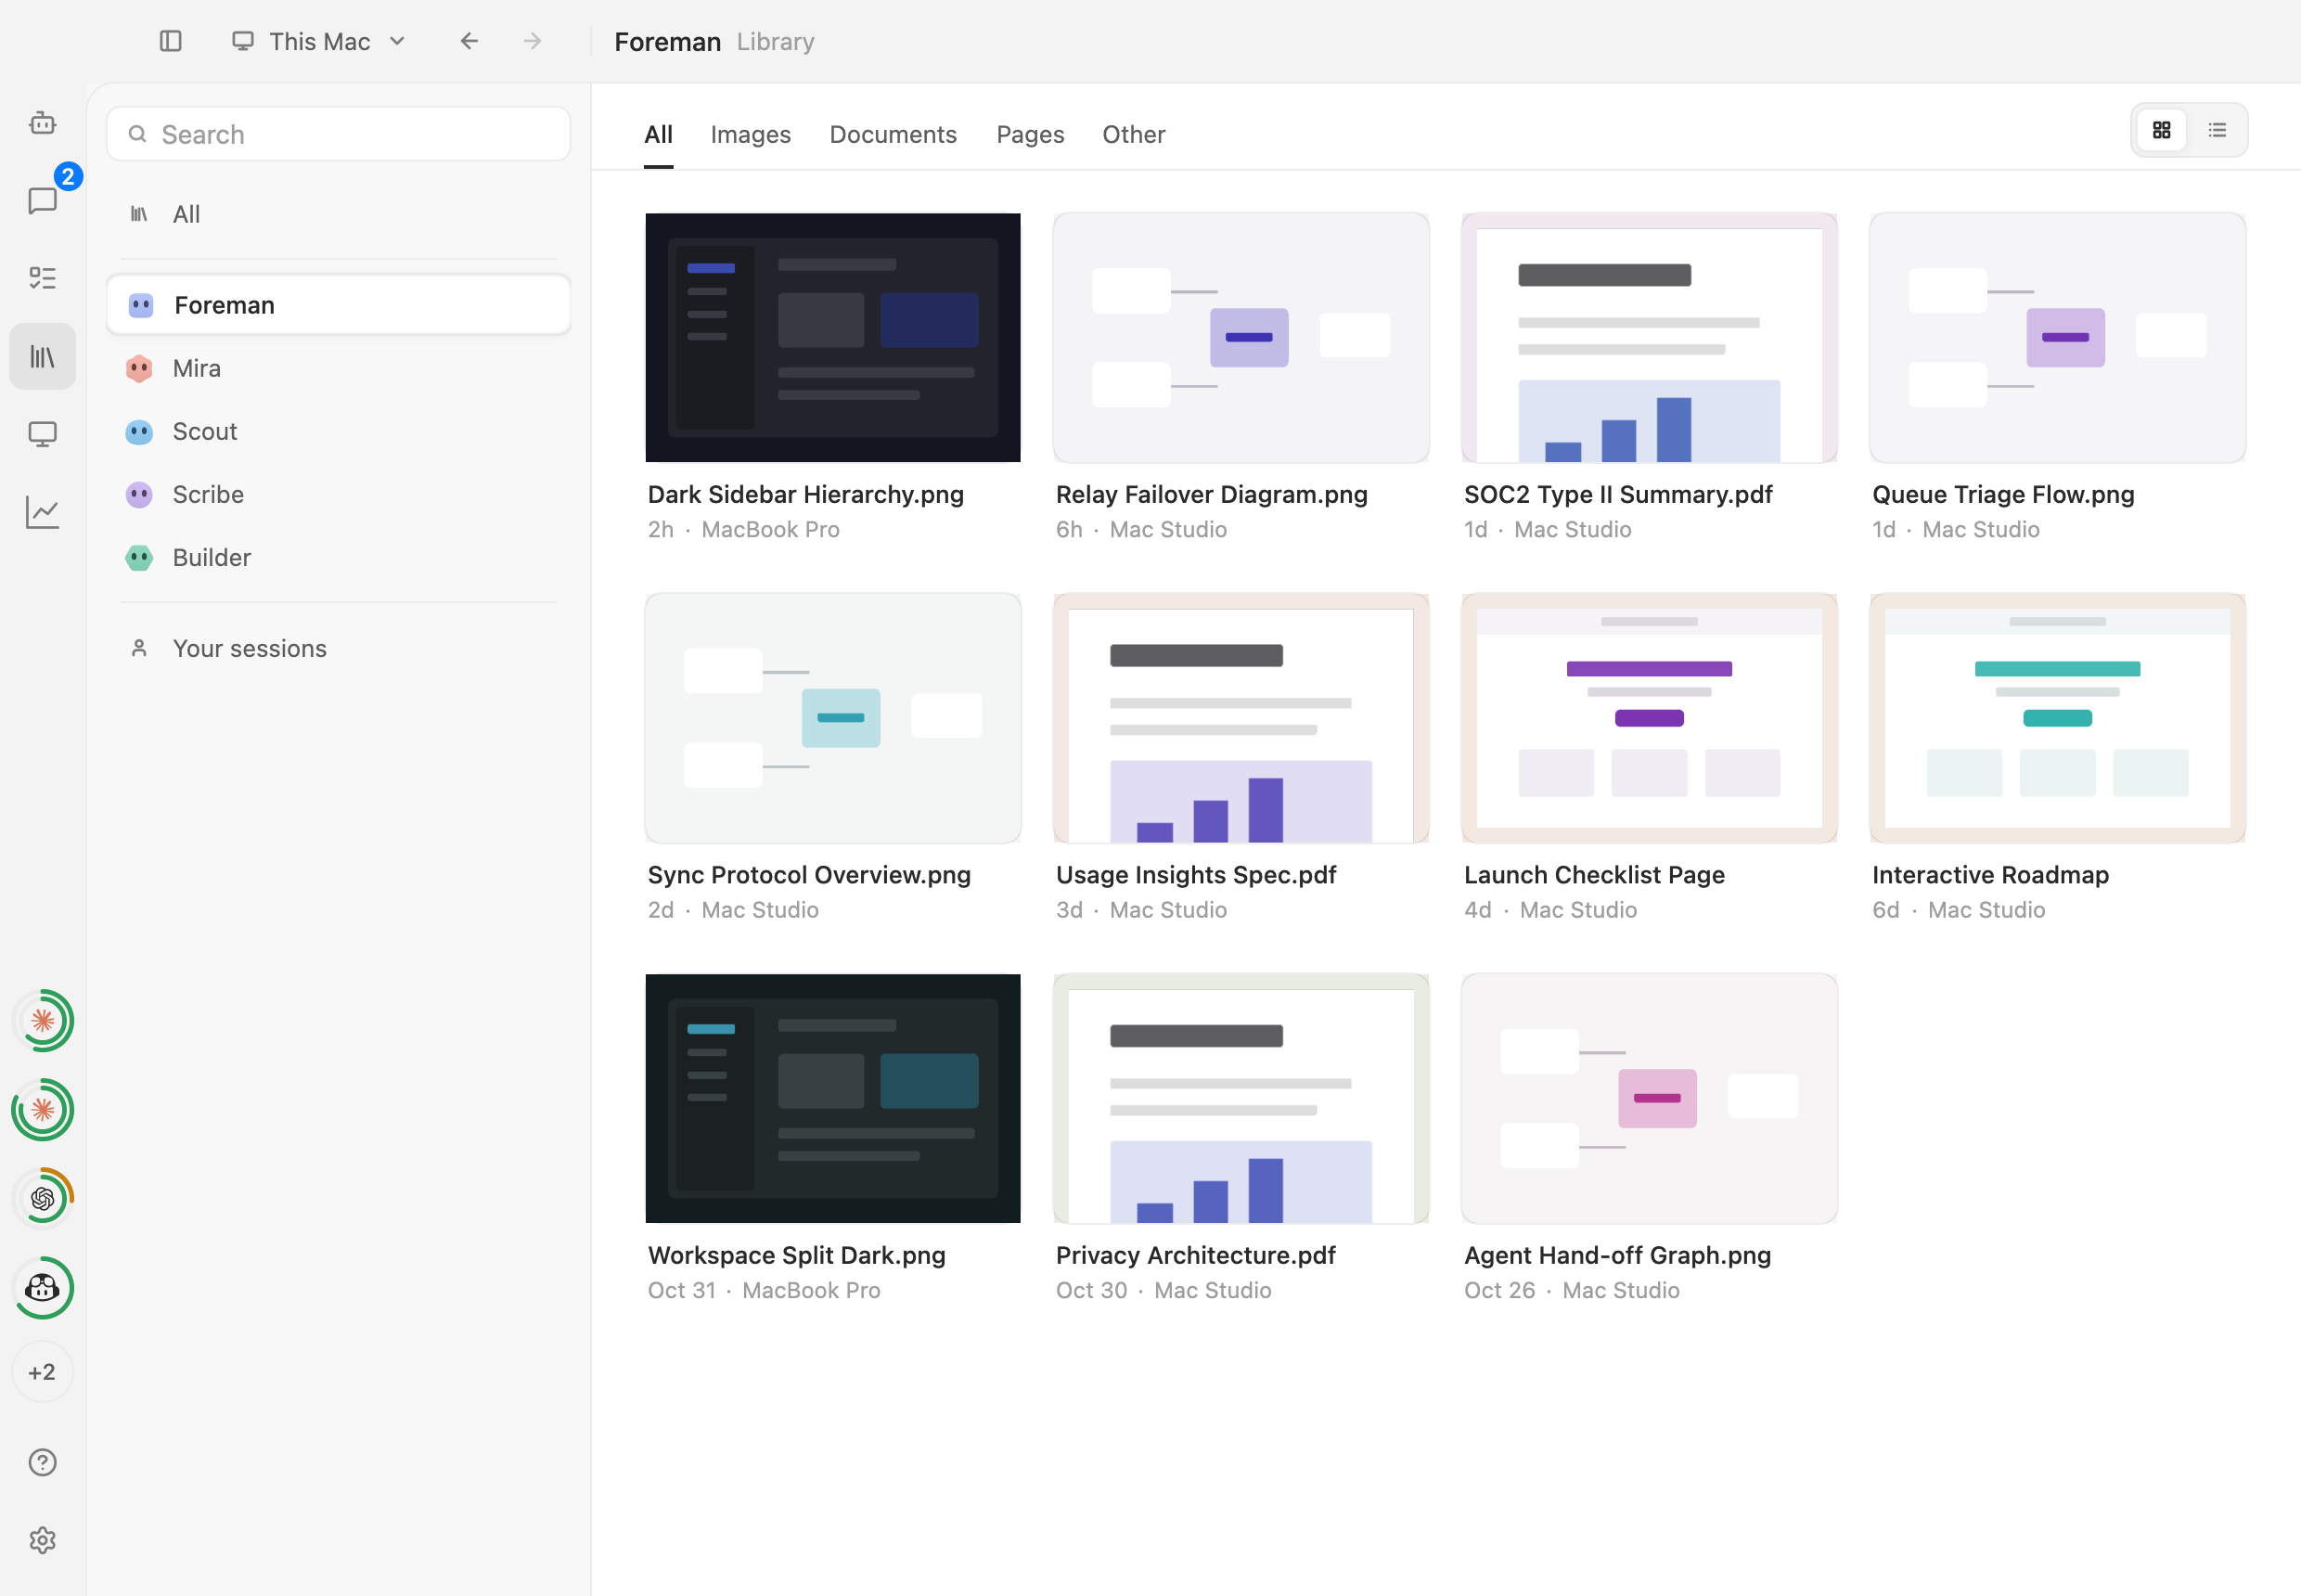 This Mac
Foreman Library
2
Search
All
Foreman
Mira
Scout
Scribe
Builder
Your sessions
+2
All Images Documents Pages Other
Dark Sidebar Hierarchy.png
2h · MacBook Pro
Relay Failover Diagram.png
6h · Mac Studio
SOC2 Type II Summary.pdf
1d · Mac Studio
Queue Triage Flow.png
1d · Mac Studio
Sync Protocol Overview.png
2d · Mac Studio
Usage Insights Spec.pdf
3d · Mac Studio
Launch Checklist Page
4d · Mac Studio
Interactive Roadmap
6d · Mac Studio
Workspace Split Dark.png
Oct 31 · MacBook Pro
Privacy Architecture.pdf
Oct 30 · Mac Studio
Agent Hand-off Graph.png
Oct 26 · Mac Studio